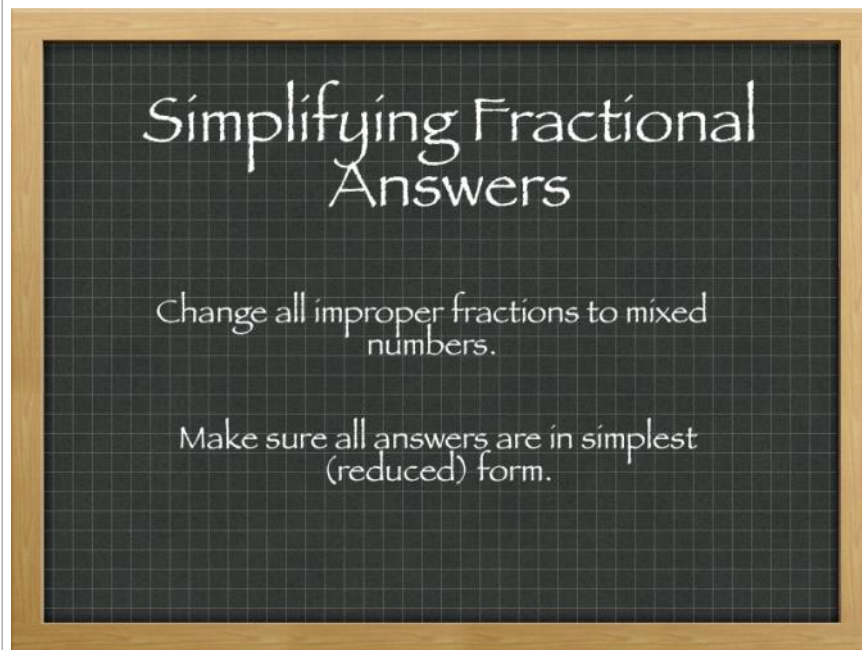 Simplifying Fractional
Answers
Change all improper fractions to mixed
numbers.
Make sure all answers are in simplest
(reduced) form.